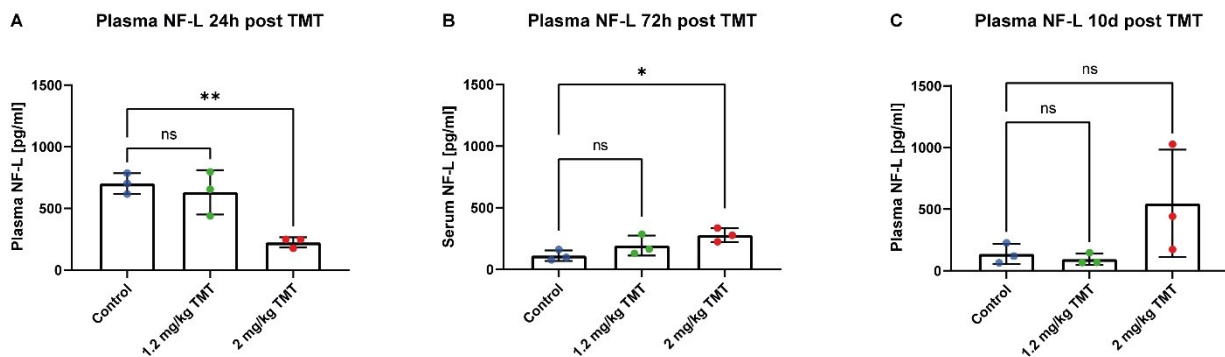 A
Plasma NF-L 24h post TMT
Plasma NF-L [pg/ml]
1500
1000
500
0
**
ns
Control
1.2 mg/kg TMT
2 mg/kg TMT
B
Plasma NF-L 72h post TMT
Serum NF-L [pg/ml]
1500
1000
500
0
*
ns
Control
1.2 mg/kg TMT
2 mg/kg TMT
C
Plasma NF-L 10d post TMT
Plasma NF-L [pg/ml]
1500
1000
500
0
ns
ns
Control
1.2 mg/kg TMT
2 mg/kg TMT